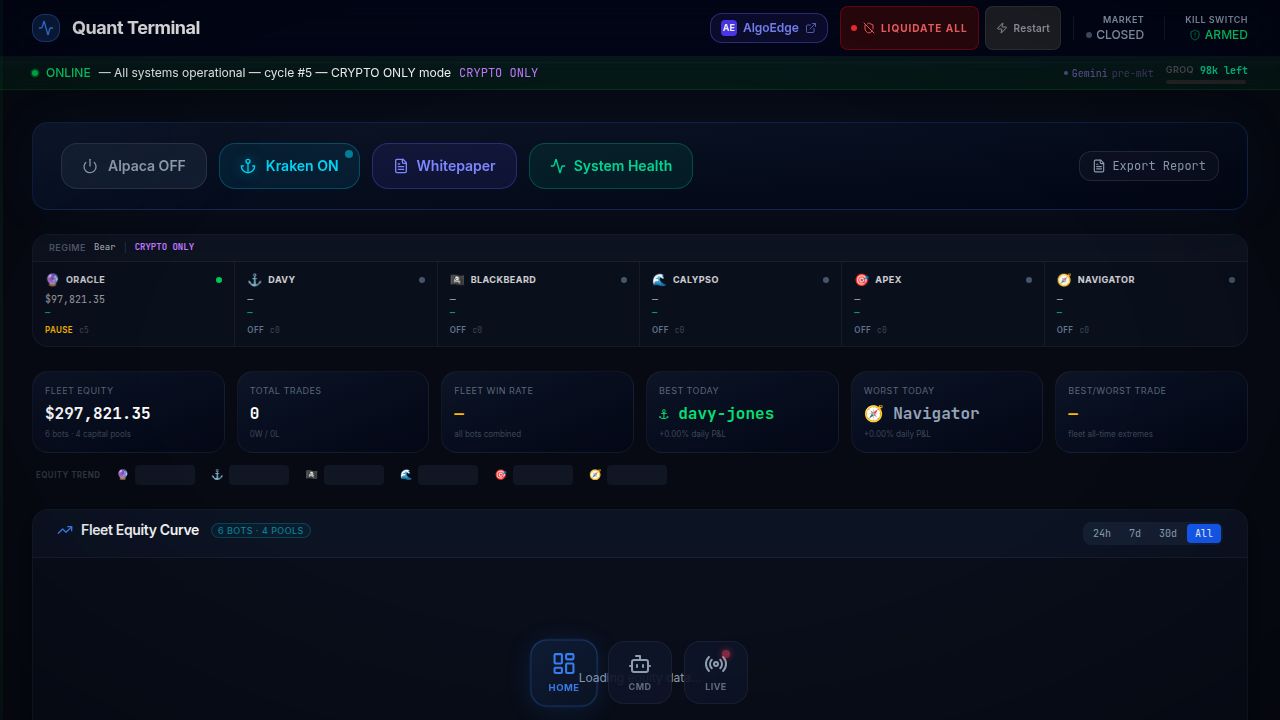 Quant Terminal
AE AlgoEdge
LIQUIDATE ALL
Restart
MARKET
CLOSED
KILL SWITCH
ARMED
ONLINE — All systems operational — cycle #5 — CRYPTO ONLY mode CRYPTO ONLY
Gemini pre-mkt
GROQ 98k left
Alpaca OFF
Kraken ON
Whitepaper
System Health
Export Report
REGIME Bear | CRYPTO ONLY
ORACLE
$97,821.35
—
PAUSE c5
DAVY
—
—
OFF c0
BLACKBEARD
—
—
OFF c0
CALYPSO
—
—
OFF c0
APEX
—
—
OFF c0
NAVIGATOR
—
—
OFF c0
FLEET EQUITY
$297,821.35
6 bots · 4 capital pools
TOTAL TRADES
0
0W / 0L
FLEET WIN RATE
—
all bots combined
BEST TODAY
davy-jones
+0.00% daily P&L
WORST TODAY
Navigator
+0.00% daily P&L
BEST/WORST TRADE
—
fleet all-time extremes
EQUITY TREND
Fleet Equity Curve
6 BOTS · 4 POOLS
24h 7d 30d All
Loading equity data...
HOME
CMD
LIVE